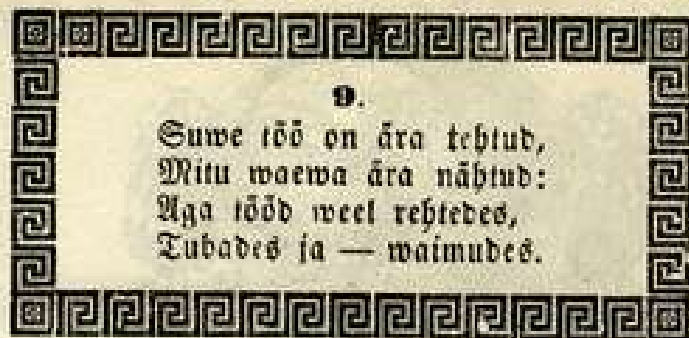 9.
Suwe töö on ära tehtud,
Mitu waewa ära nähtud:
Aga tööd weel rehtedes,
Tubades ja — waimudes.